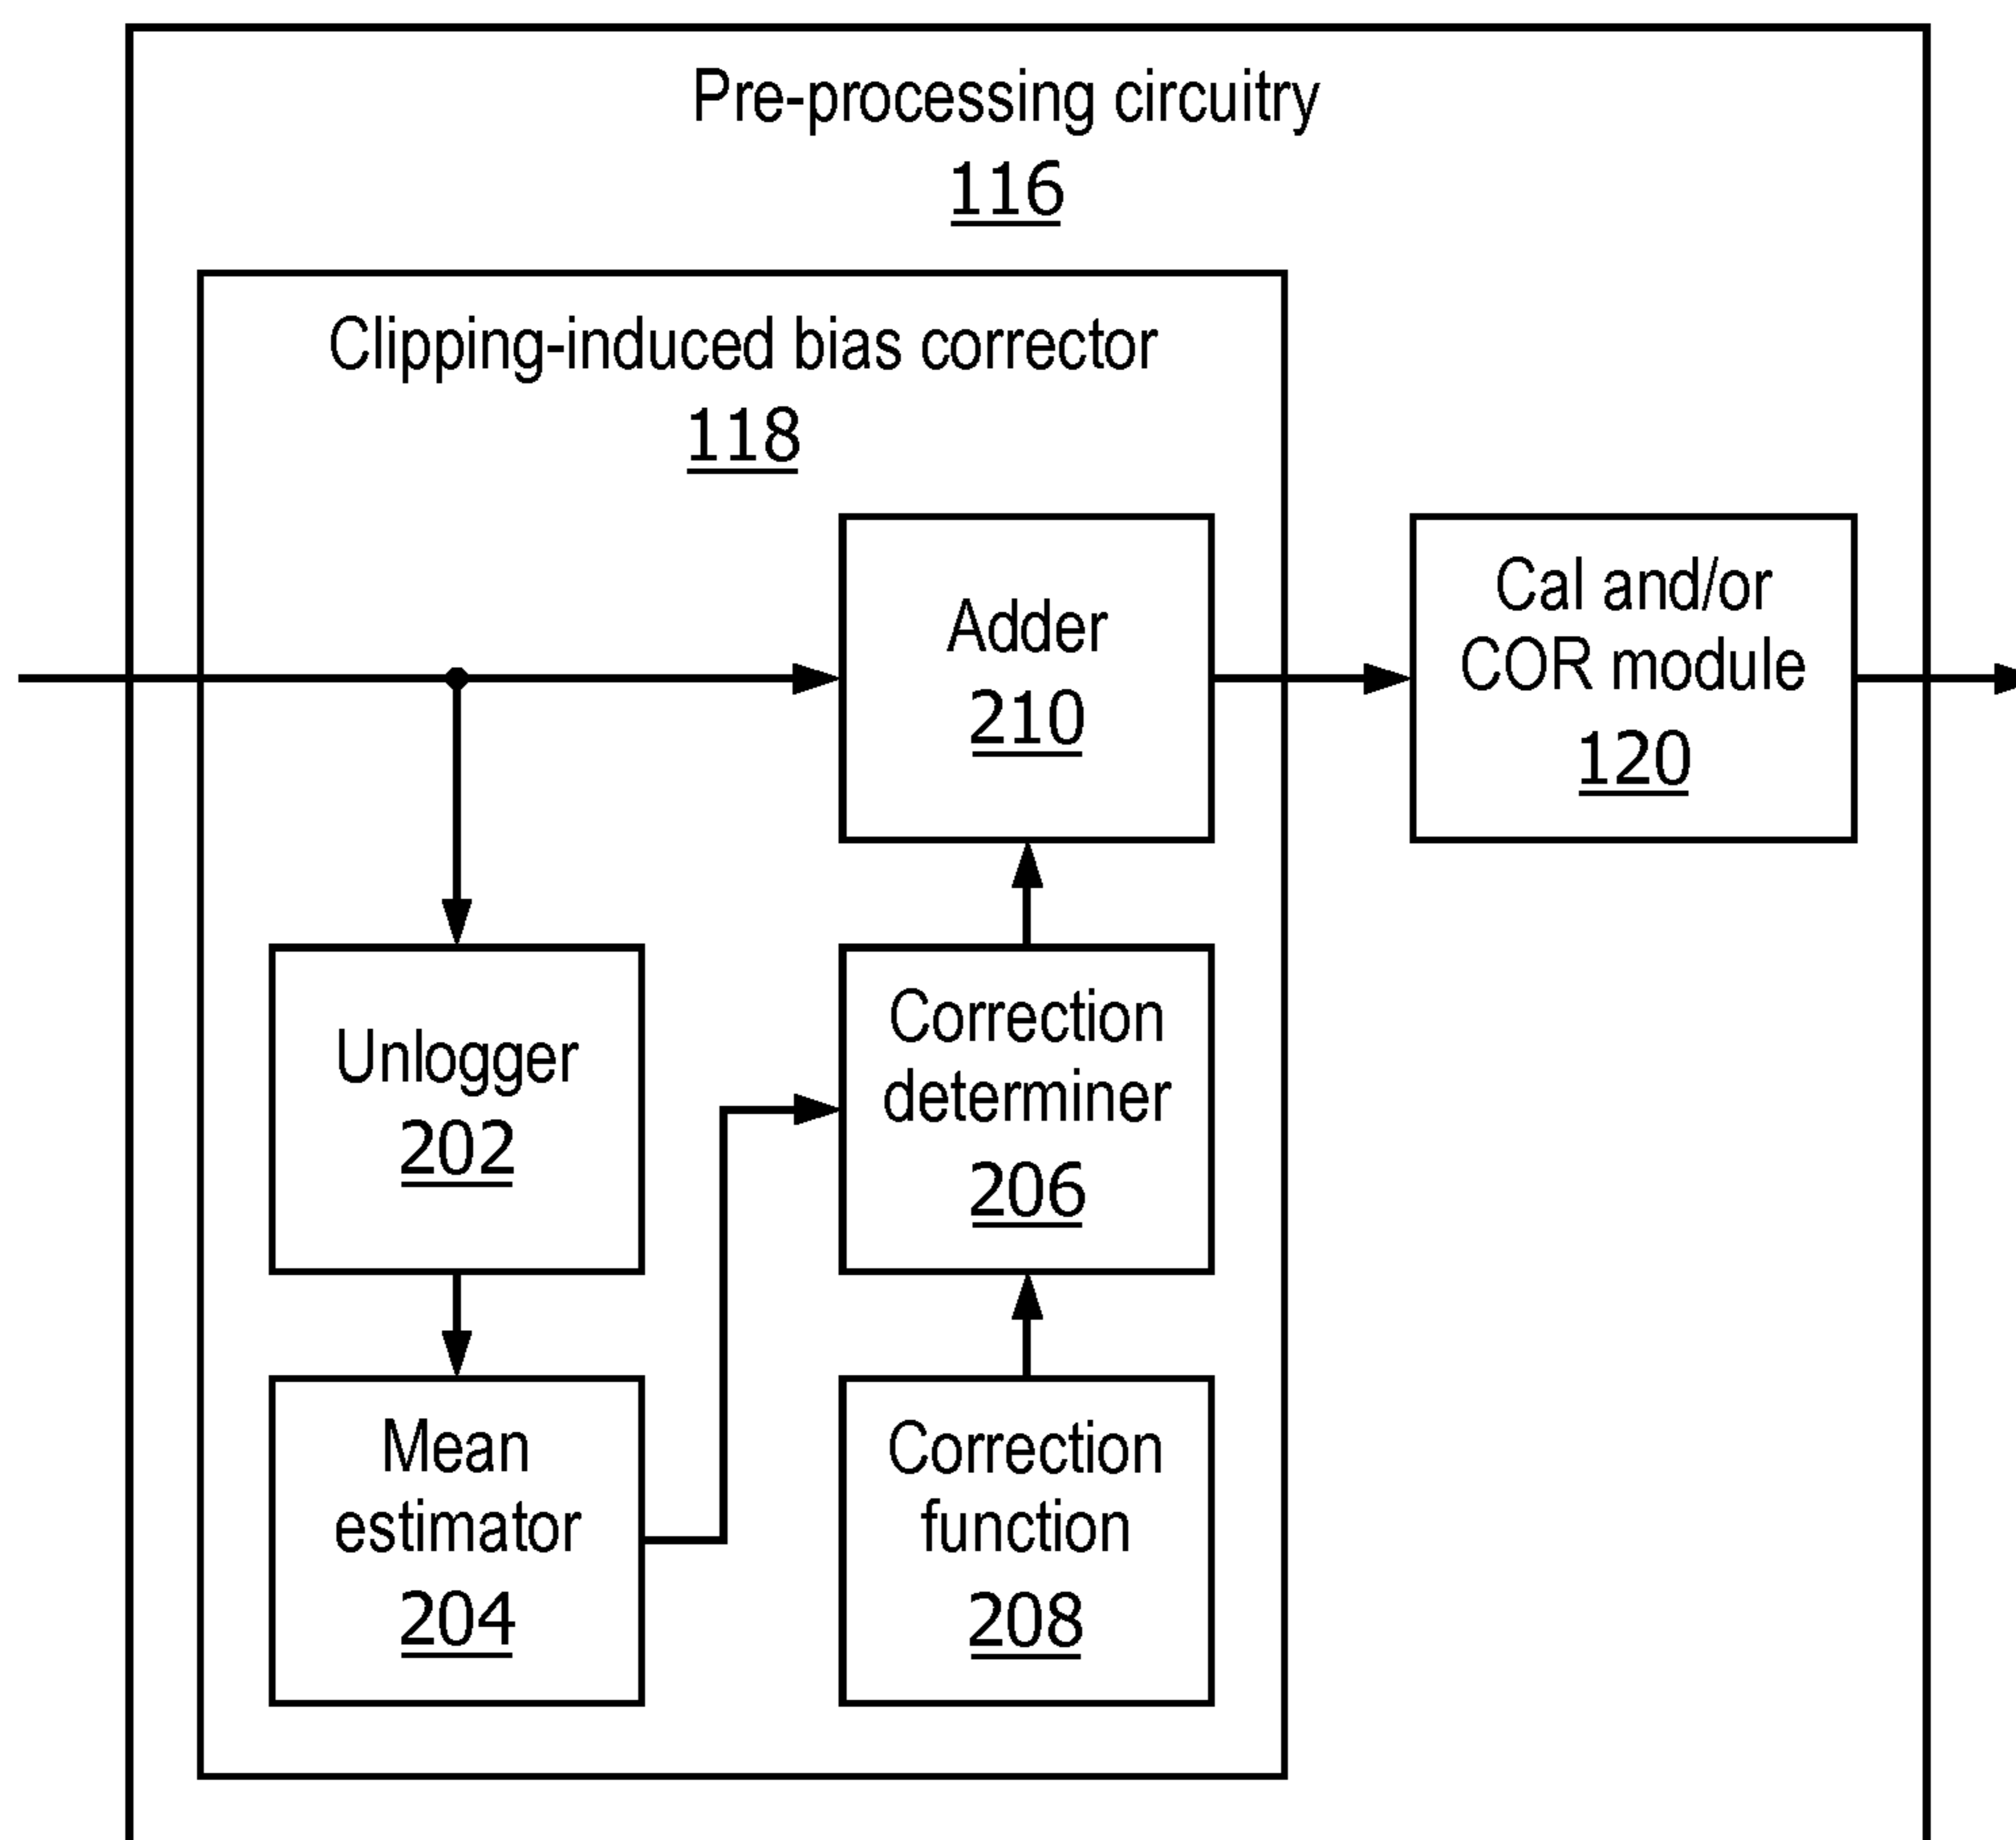 Pre-processing circuitry
116
Clipping-induced bias corrector
118
Adder
210
Cal and/or
COR module
120
Unlogger
202
Correction
determiner
206
Mean
estimator
204
Correction
function
208